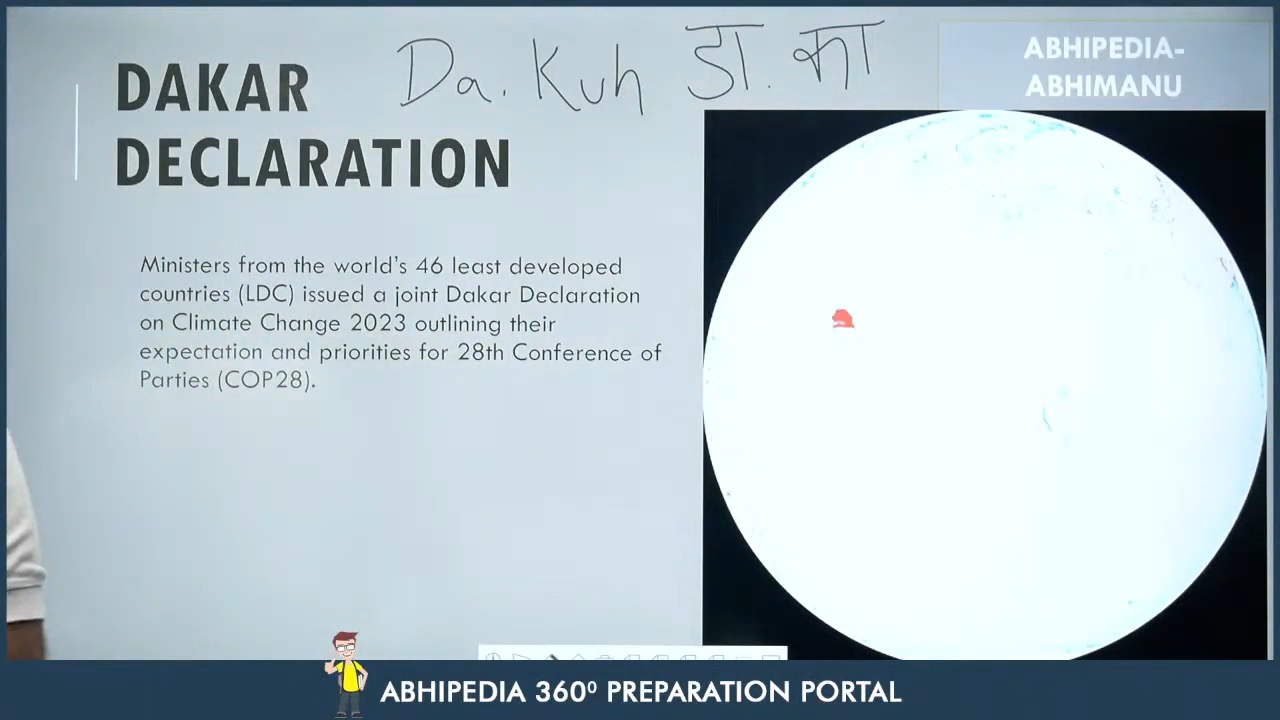 DAKAR
DECLARATION
Da. Kuh डा. का
ABHIPEDIA-
ABHIMANU
Ministers from the world’s 46 least developed
countries (LDC) issued a joint Dakar Declaration
on Climate Change 2023 outlining their
expectation and priorities for 28th Conference of
Parties (COP28).
ABHIPEDIA 360⁰ PREPARATION PORTAL